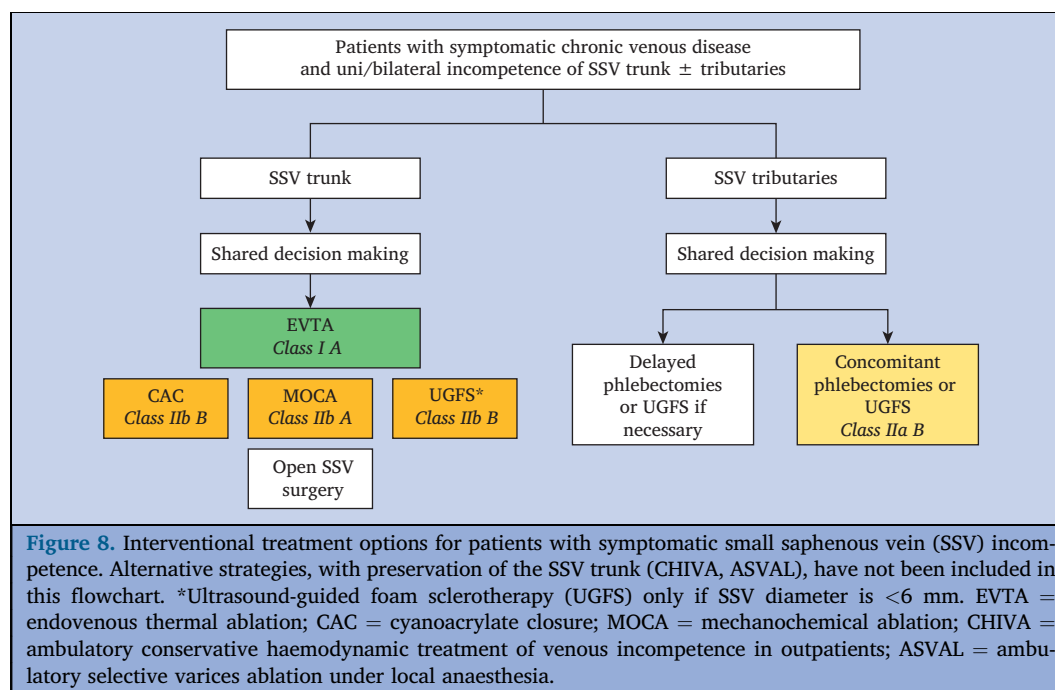 Patients with symptomatic chronic venous disease
and uni/bilateral incompetence of SSV trunk ± tributaries
SSV trunk
SSV tributaries
Shared decision making
Shared decision making
EVTA
Class I A
CAC
Class IIb B
MOCA
Class IIb A
UGFS*
Class IIb B
Open SSV
surgery
Delayed
phlebectomies
or UGFS if
necessary
Concomitant
phlebectomies or
UGFS
Class IIa B
Figure 8. Interventional treatment options for patients with symptomatic small saphenous vein (SSV) incom-
petence. Alternative strategies, with preservation of the SSV trunk (CHIVA, ASVAL), have not been included in
this flowchart. *Ultrasound-guided foam sclerotherapy (UGFS) only if SSV diameter is <6 mm. EVTA =
endovenous thermal ablation; CAC = cyanoacrylate closure; MOCA = mechanochemical ablation; CHIVA =
ambulatory conservative haemodynamic treatment of venous incompetence in outpatients; ASVAL = ambu-
latory selective varices ablation under local anaesthesia.